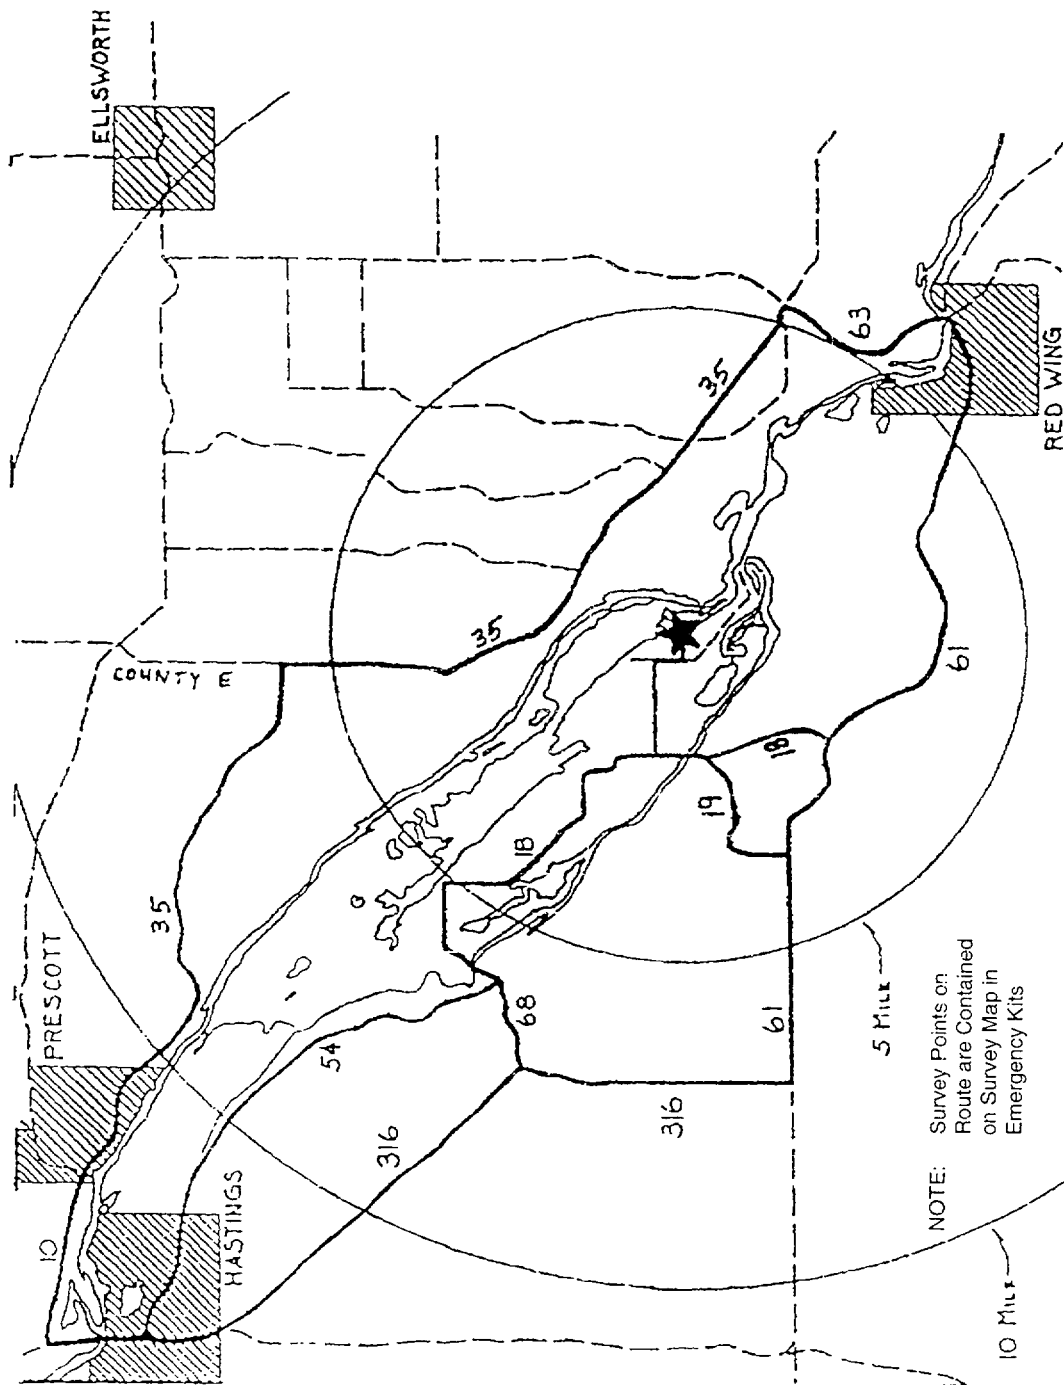 HASTINGS
10
PRESCOTT
ELLSWORTH
35
COUNTY E
35
35
63
RED WING
54
316
68
18
316
19
18
61
61
5 MILE
10 MILE
NOTE: Survey Points on
Route are Contained
on Survey Map in
Emergency Kits